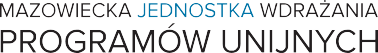 MAZOWIECKA JEDNOSTKA WDRAŻANIA
PROGRAMÓW UNIJNYCH